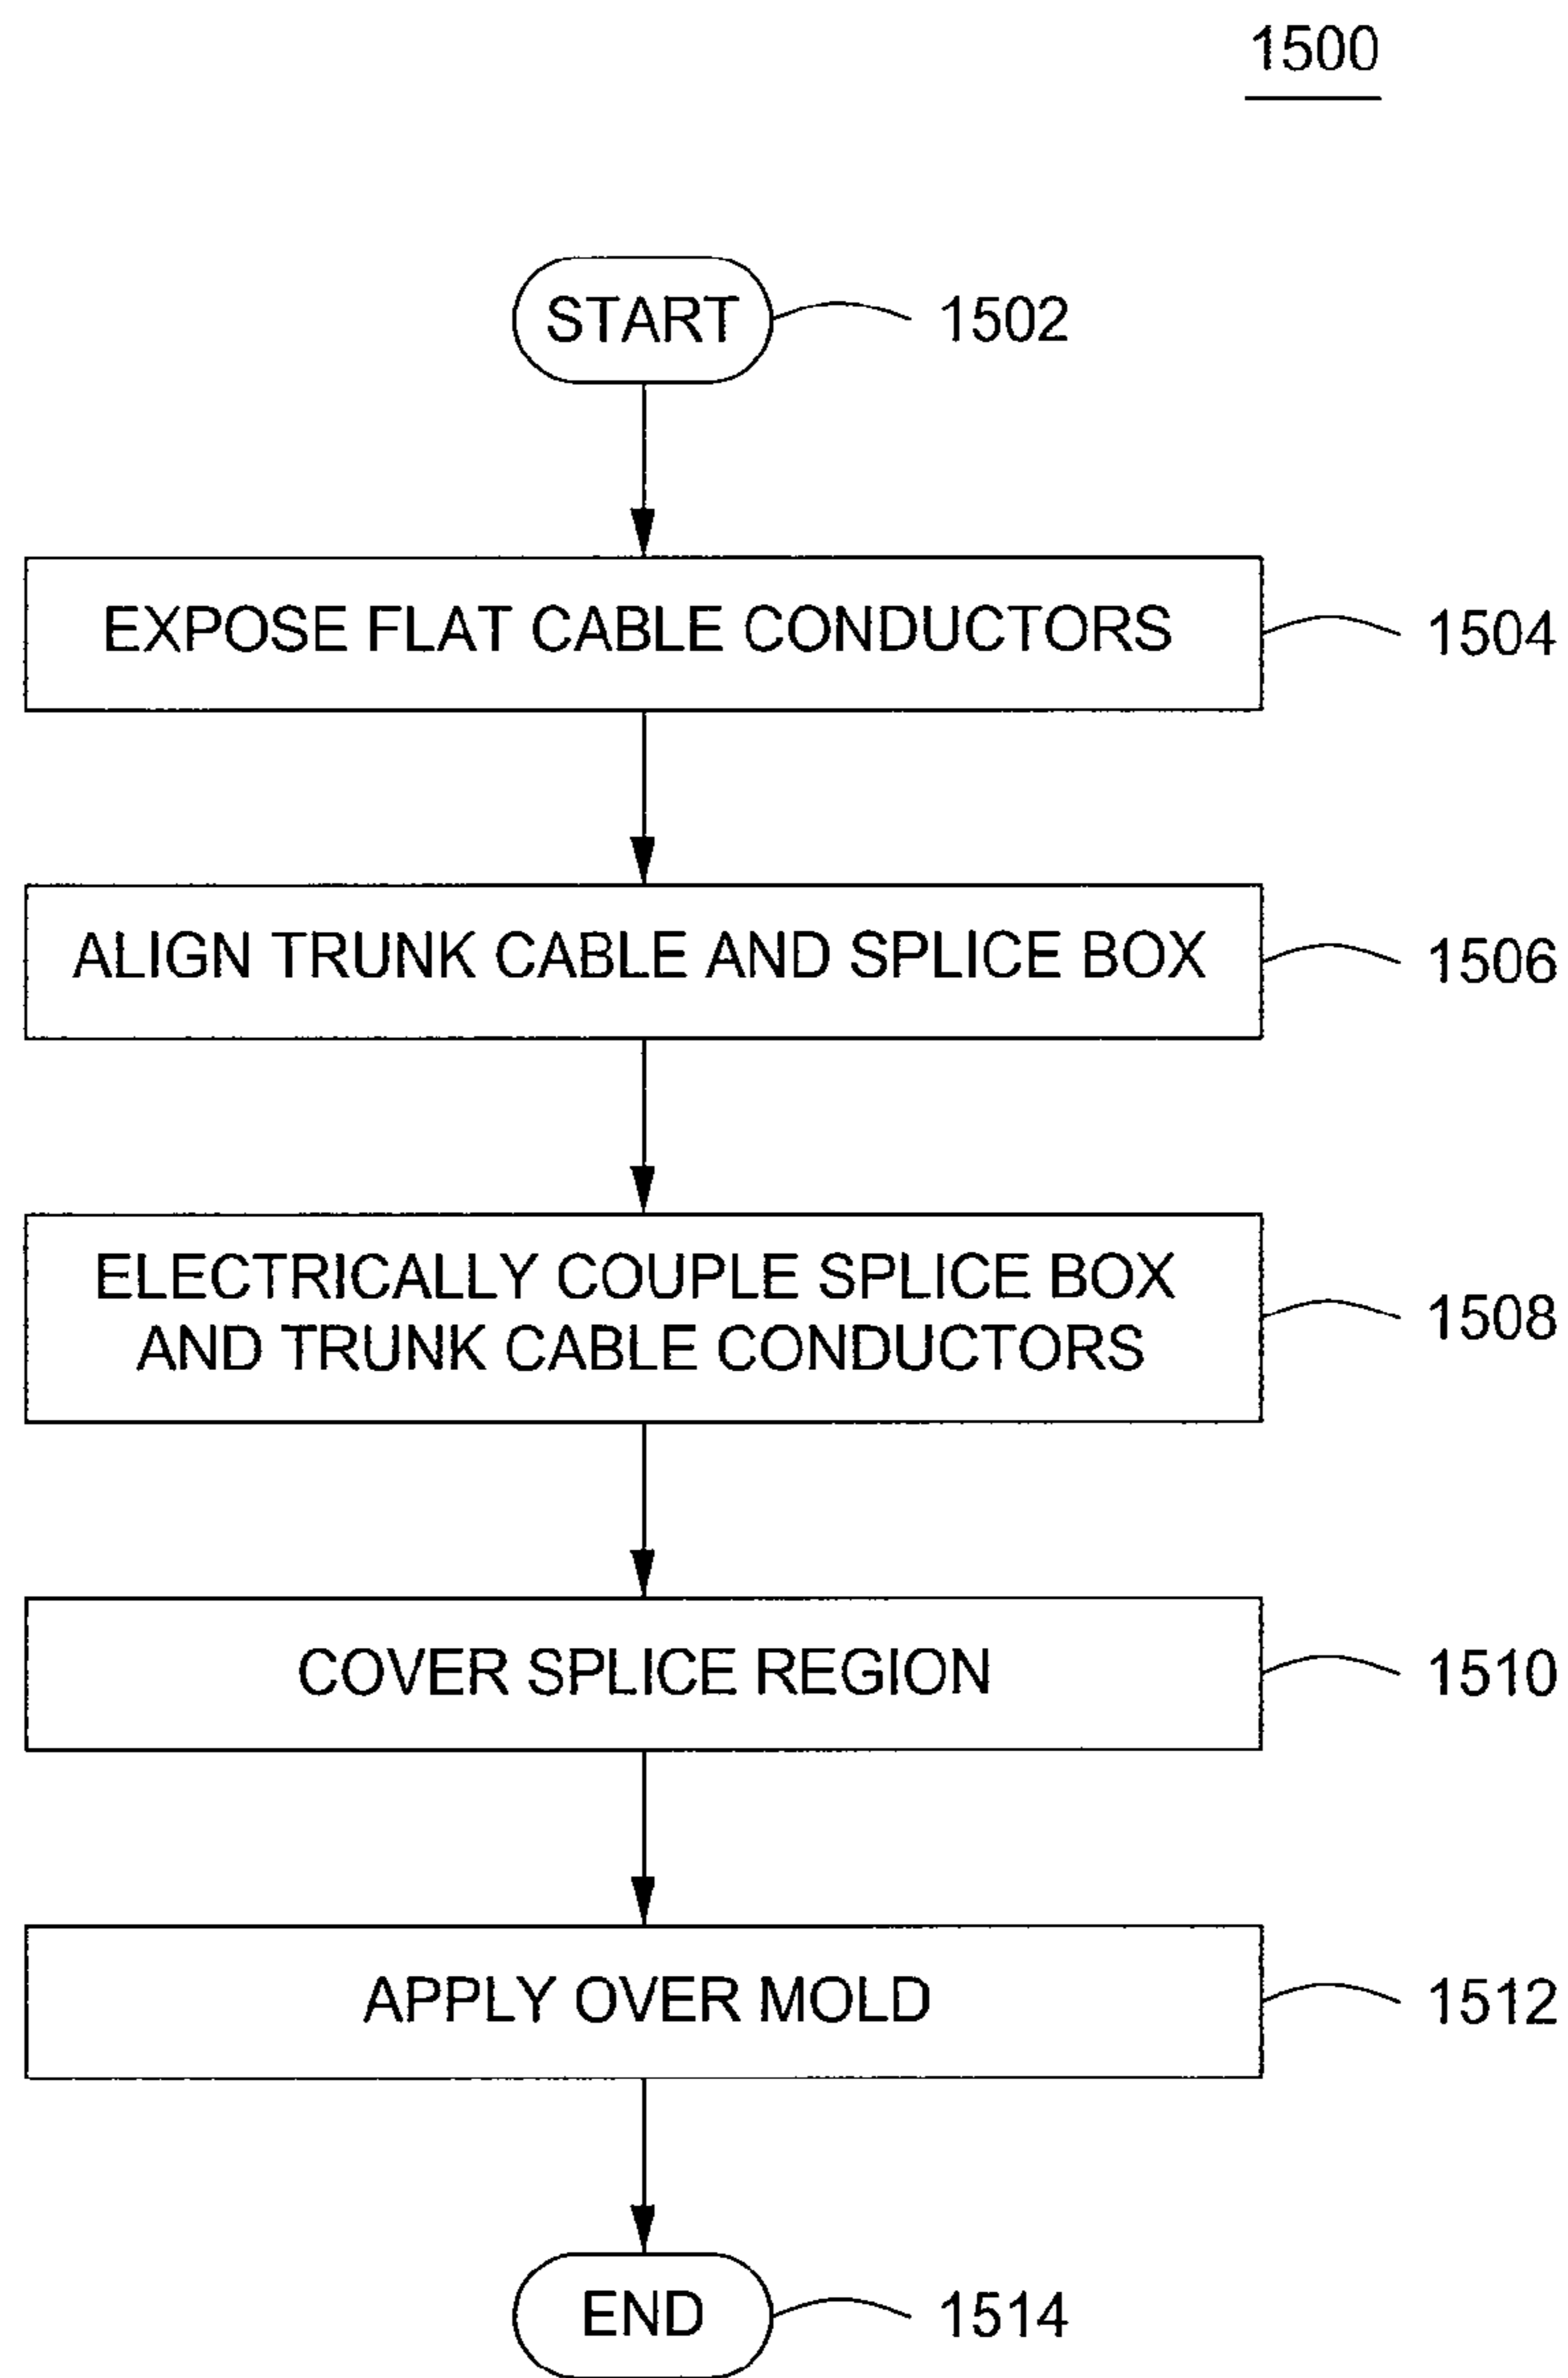 1500
START
1502
EXPOSE FLAT CABLE CONDUCTORS
1504
ALIGN TRUNK CABLE AND SPLICE BOX
1506
ELECTRICALLY COUPLE SPLICE BOX
AND TRUNK CABLE CONDUCTORS
1508
COVER SPLICE REGION
1510
APPLY OVER MOLD
1512
END
1514